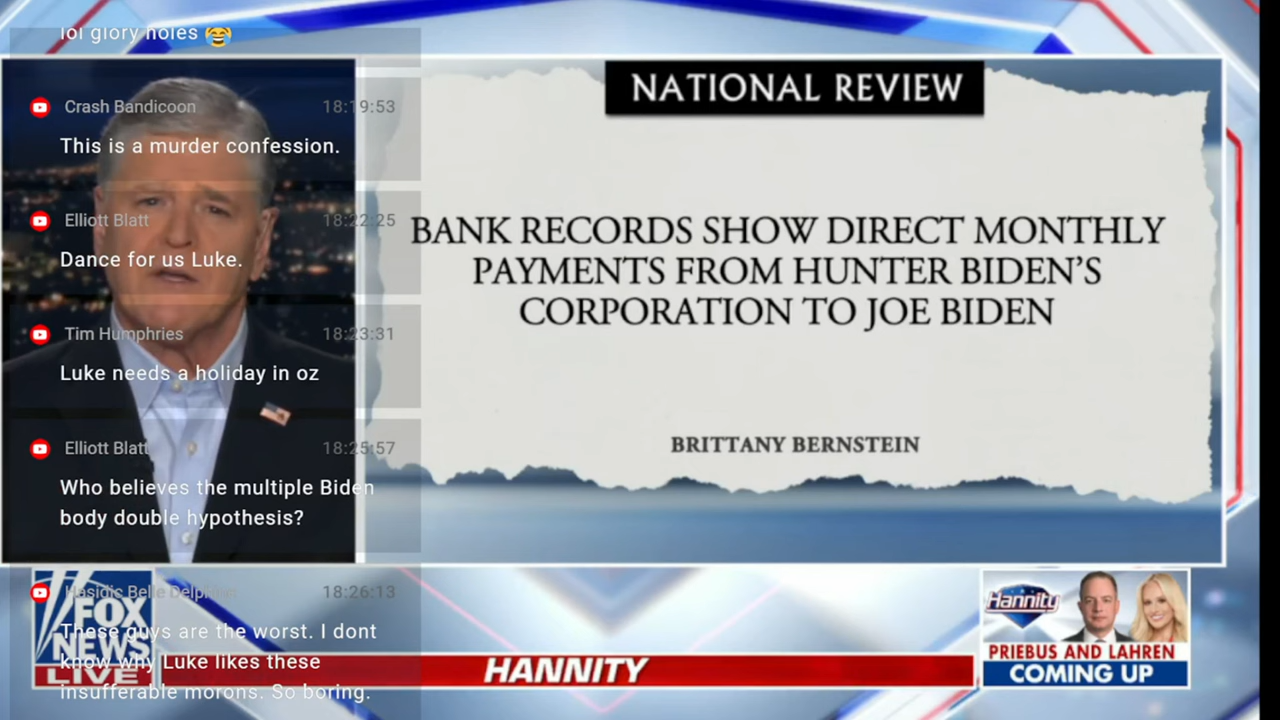 lol glory holes 😂
Crash Bandicoon 18:19:53
This is a murder confession.
Elliott Blatt 18:22:25
Dance for us Luke.
Tim Humphries 18:23:31
Luke needs a holiday in oz
Elliott Blatt 18:25:57
Who believes the multiple Biden
body double hypothesis?
Hasidic Belle Delphine 18:26:13
These guys are the worst. I dont
know why Luke likes these
insufferable morons. So boring.
NATIONAL REVIEW
BANK RECORDS SHOW DIRECT MONTHLY
PAYMENTS FROM HUNTER BIDEN’S
CORPORATION TO JOE BIDEN
BRITTANY BERNSTEIN
FOX
NEWS
LIVE
HANNITY
Hannity
PRIEBUS AND LAHREN
COMING UP